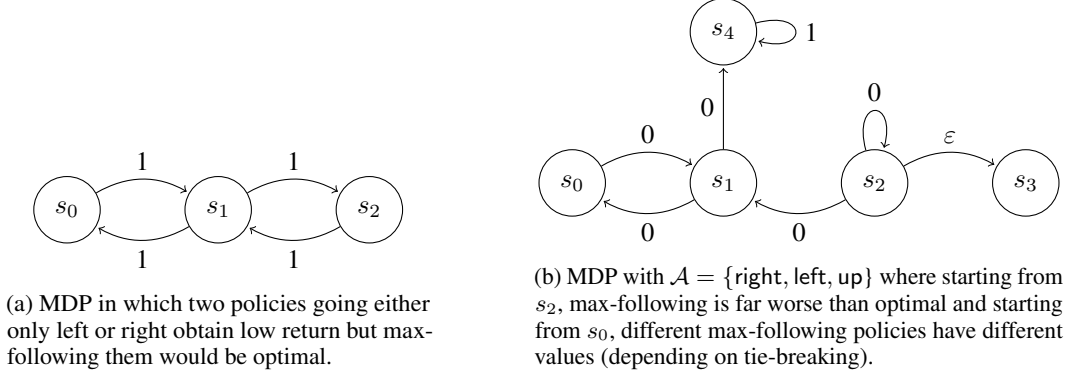 s₀
1
1
s₁
1
1
s₂
(a) MDP in which two policies going either
only left or right obtain low return but max-
following them would be optimal.
s₄
1
0
s₀
0
0
s₁
0
0
s₂
ε
s₃
(b) MDP with 𝒜 = {right, left, up} where starting from
s₂, max-following is far worse than optimal and starting
from s₀, different max-following policies have different
values (depending on tie-breaking).